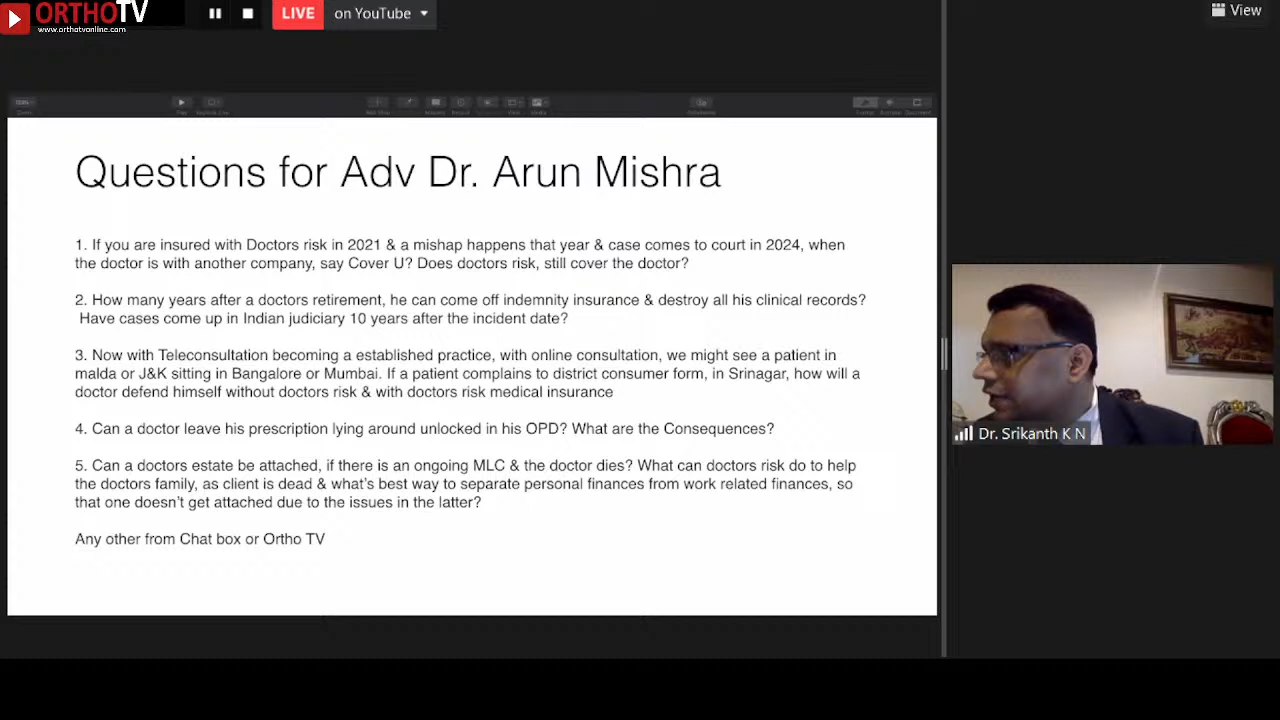 ORTHOTV
www.orthotvonline.com
LIVE
on YouTube
View
Questions for Adv Dr. Arun Mishra
1. If you are insured with Doctors risk in 2021 & a mishap happens that year & case comes to court in 2024, when
the doctor is with another company, say Cover U? Does doctors risk, still cover the doctor?
2. How many years after a doctors retirement, he can come off indemnity insurance & destroy all his clinical records?
Have cases come up in Indian judiciary 10 years after the incident date?
3. Now with Teleconsultation becoming a established practice, with online consultation, we might see a patient in
malda or J&K sitting in Bangalore or Mumbai. If a patient complains to district consumer form, in Srinagar, how will a
doctor defend himself without doctors risk & with doctors risk medical insurance
4. Can a doctor leave his prescription lying around unlocked in his OPD? What are the Consequences?
5. Can a doctors estate be attached, if there is an ongoing MLC & the doctor dies? What can doctors risk do to help
the doctors family, as client is dead & what's best way to separate personal finances from work related finances, so
that one doesn't get attached due to the issues in the latter?
Any other from Chat box or Ortho TV
Dr. Srikanth K N